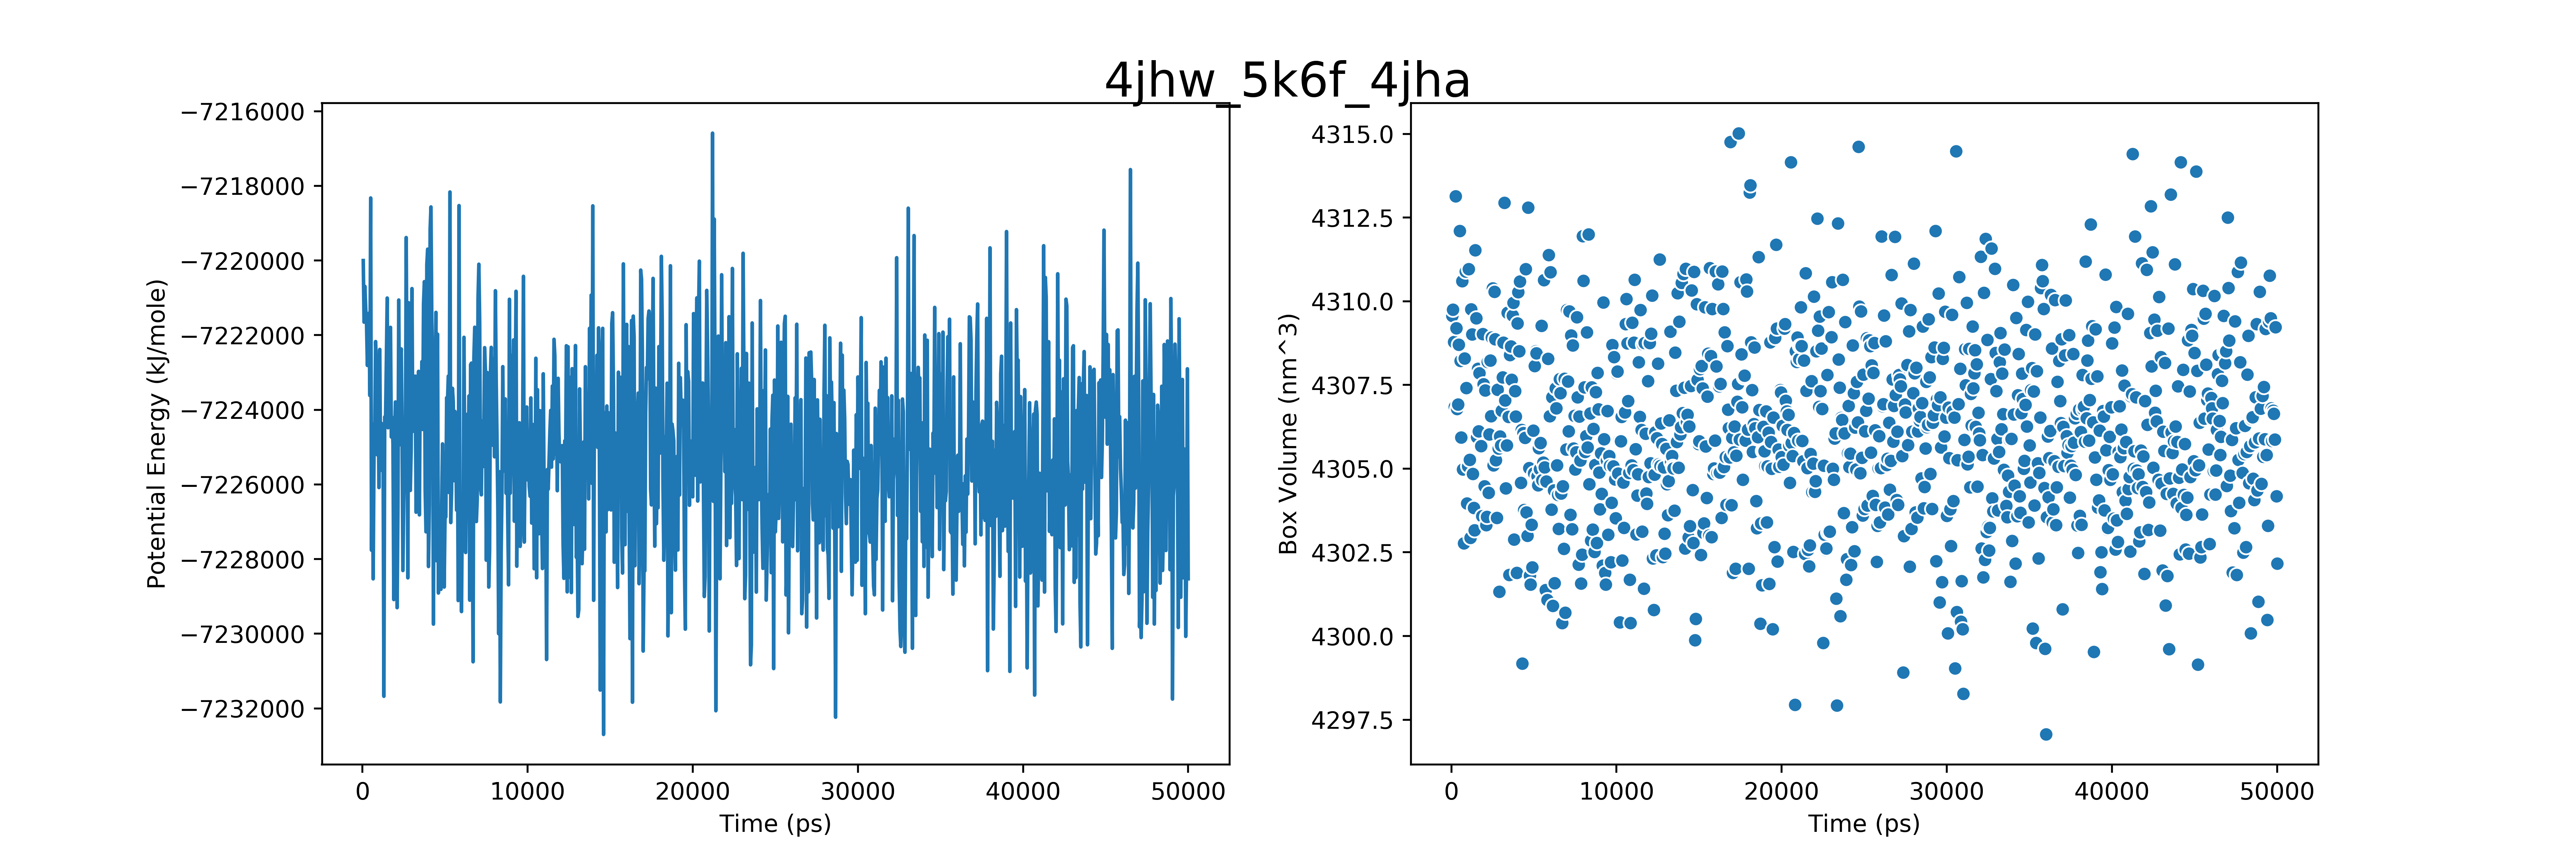 4jhw_5k6f_4jha
Potential Energy (kJ/mole)
−7216000
−7218000
−7220000
−7222000
−7224000
−7226000
−7228000
−7230000
−7232000
0 10000 20000 30000 40000 50000
Time (ps)
Box Volume (nm^3)
4315.0
4312.5
4310.0
4307.5
4305.0
4302.5
4300.0
4297.5
0 10000 20000 30000 40000 50000
Time (ps)